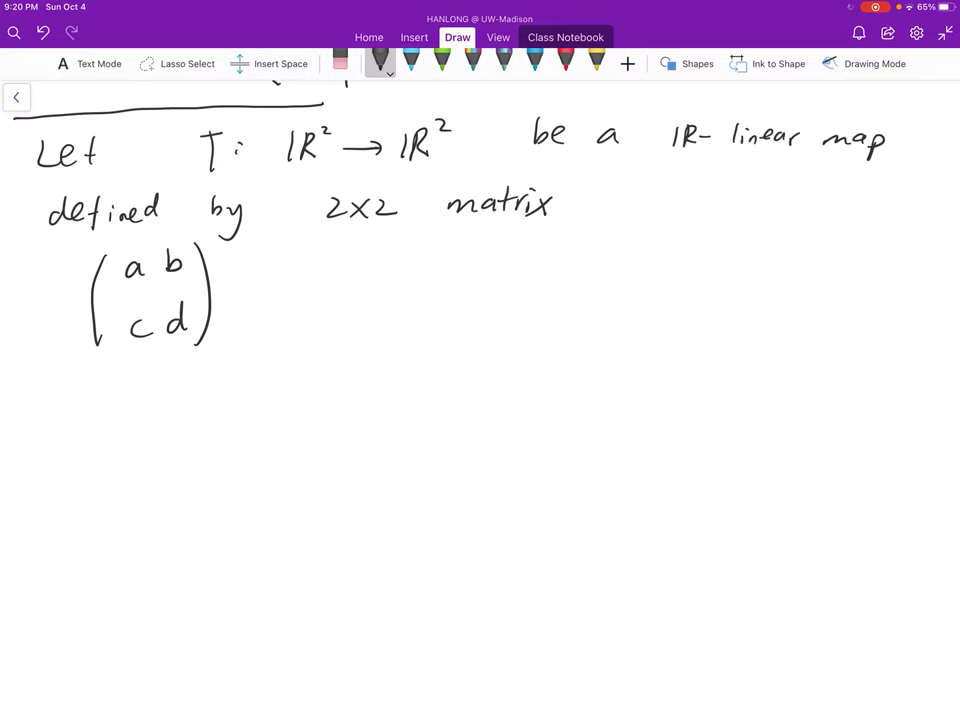 9:20 PM Sun Oct 4
65%
HANLONG @ UW-Madison
Home Insert Draw View Class Notebook
A Text Mode Lasso Select Insert Space Shapes Ink to Shape Drawing Mode
Let T: ℝ² → ℝ² be a ℝ- linear map
defined by 2×2 matrix
( a b
c d )